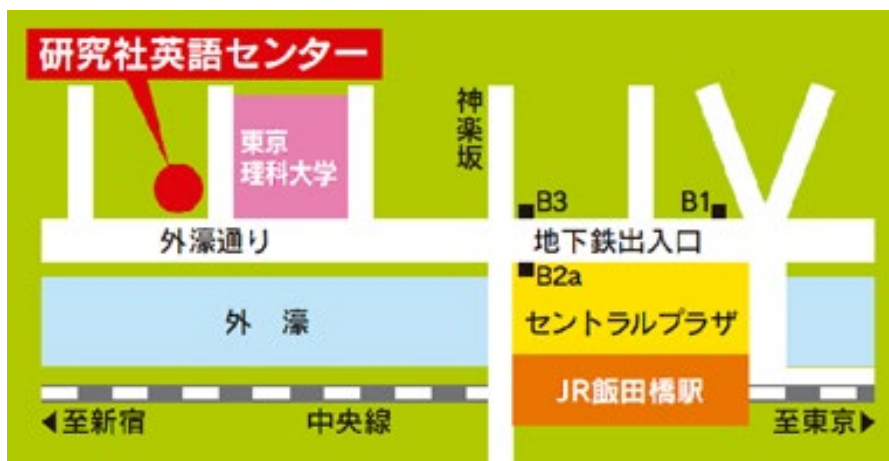 研究社英語センター
神楽坂
東京
理科大学
B3
B1
外濠通り
地下鉄出入口
B2a
外 濠
セントラルプラザ
JR飯田橋駅
◀至新宿
中央線
至東京▶